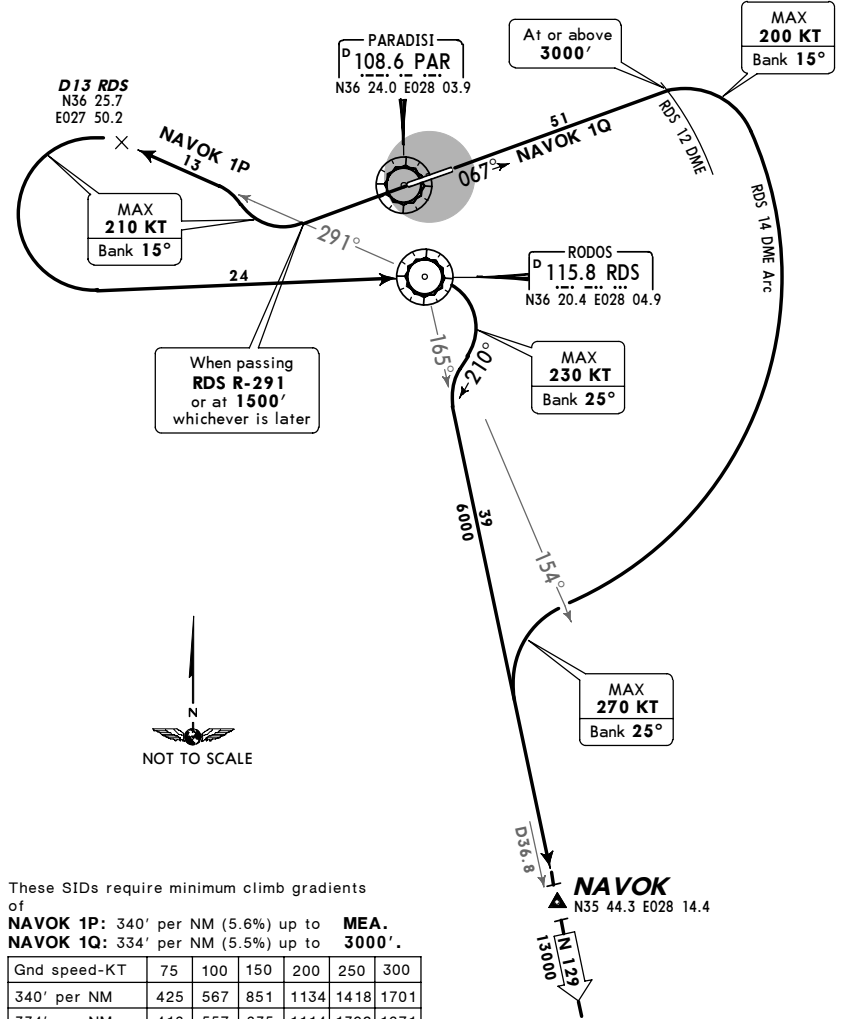 MAX
200 KT
Bank 15°
At or above
3000′
PARADISI
D 108.6 PAR
N36 24.0 E028 03.9
D13 RDS
N36 25.7
E027 50.2
NAVOK 1P
13
51
NAVOK 1Q
067°
RDS 12 DME
RDS 14 DME Arc
MAX
210 KT
Bank 15°
291°
24
RODOS
D 115.8 RDS
N36 20.4 E028 04.9
When passing
RDS R-291
or at 1500′
whichever is later
165°
210°
MAX
230 KT
Bank 25°
39
6000
154°
MAX
270 KT
Bank 25°
N
NOT TO SCALE
D36.8
NAVOK
N35 44.3 E028 14.4
N 129
13000
These SIDs require minimum climb gradients
of
NAVOK 1P: 340′ per NM (5.6%) up to MEA.
NAVOK 1Q: 334′ per NM (5.5%) up to 3000′.
Gnd speed-KT 75 100 150 200 250 300
340′ per NM 425 567 851 1134 1418 1701